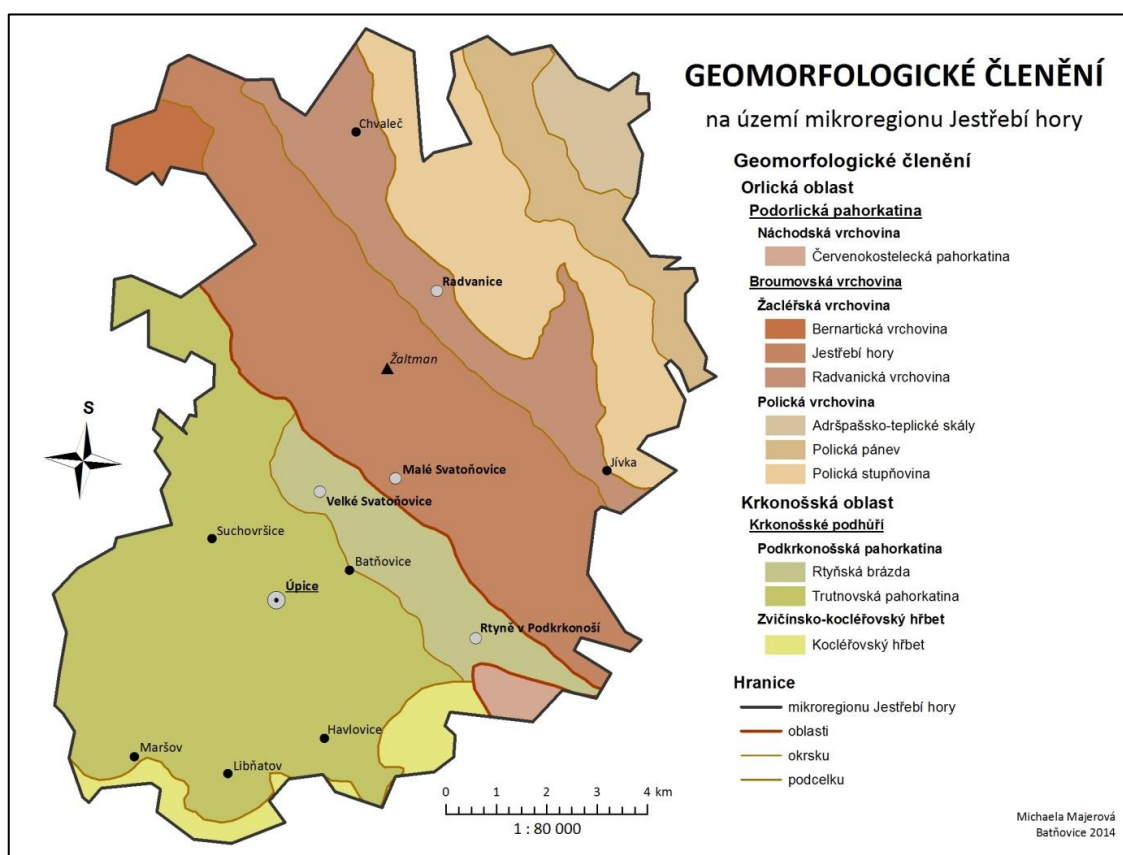 GEOMORFOLOGICKÉ ČLENĚNÍ
na území mikroregionu Jestřebí hory
Geomorfologické členění
Orlická oblast
Podorlická pahorkatina
Náchodská vrchovina
Červenokostelecká pahorkatina
Broumovská vrchovina
Žacléřská vrchovina
Bernartická vrchovina
Jestřebí hory
Radvanická vrchovina
Polická vrchovina
Adršpašsko-teplické skály
Polická pánev
Polická stupňovina
Krkonošská oblast
Krkonošské podhůří
Podkrkonošská pahorkatina
Rtyňská brázda
Trutnovská pahorkatina
Zvičínsko-kocléřovský hřbet
Kocléřovský hřbet
Hranice
mikroregionu Jestřebí hory
oblasti
okrsku
podcelku
Chvaleč
Radvanice
Žaltman
S
Malé Svatoňovice
Jívka
Velké Svatoňovice
Suchovršice
Batňovice
Úpice
Rtyně v Podkrkonoší
Havlovice
Maršov
Libňatov
0 1 2 3 4 km
1 : 80 000
Michaela Majerová
Batňovice 2014